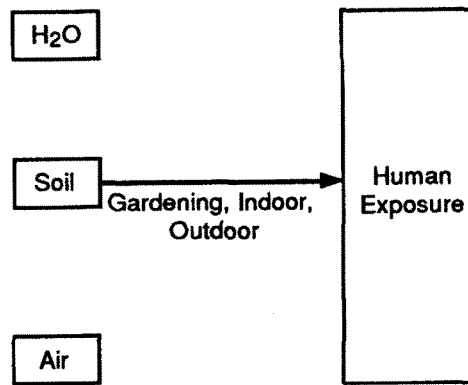 H₂O
Soil
Gardening, Indoor,
Outdoor
Human
Exposure
Air